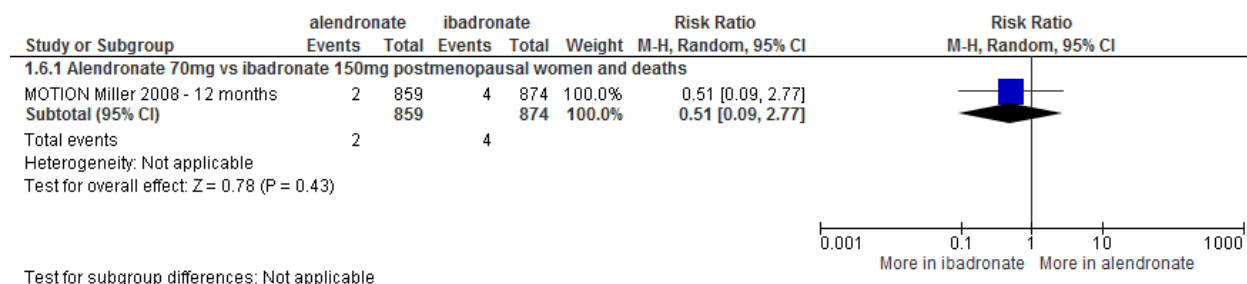 alendronate ibadronate Risk Ratio Risk Ratio
Study or Subgroup Events Total Events Total Weight M-H, Random, 95% CI M-H, Random, 95% CI
1.6.1 Alendronate 70mg vs ibadronate 150mg postmenopausal women and deaths
MOTION Miller 2008 - 12 months 2 859 4 874 100.0% 0.51 [0.09, 2.77]
Subtotal (95% CI) 859 874 100.0% 0.51 [0.09, 2.77]
Total events 2 4
Heterogeneity: Not applicable
Test for overall effect: Z = 0.78 (P = 0.43)
0.001 0.1 1 10 1000
More in ibadronate More in alendronate
Test for subgroup differences: Not applicable